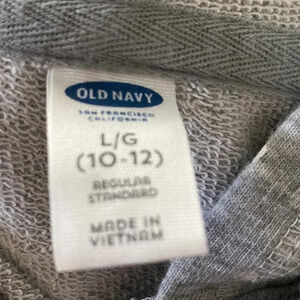 OLD NAVY
SAN FRANCISCO
CALIFORNIA
L/G
(10-12)
REGULAR
STANDARD
MADE IN
VIETNAM